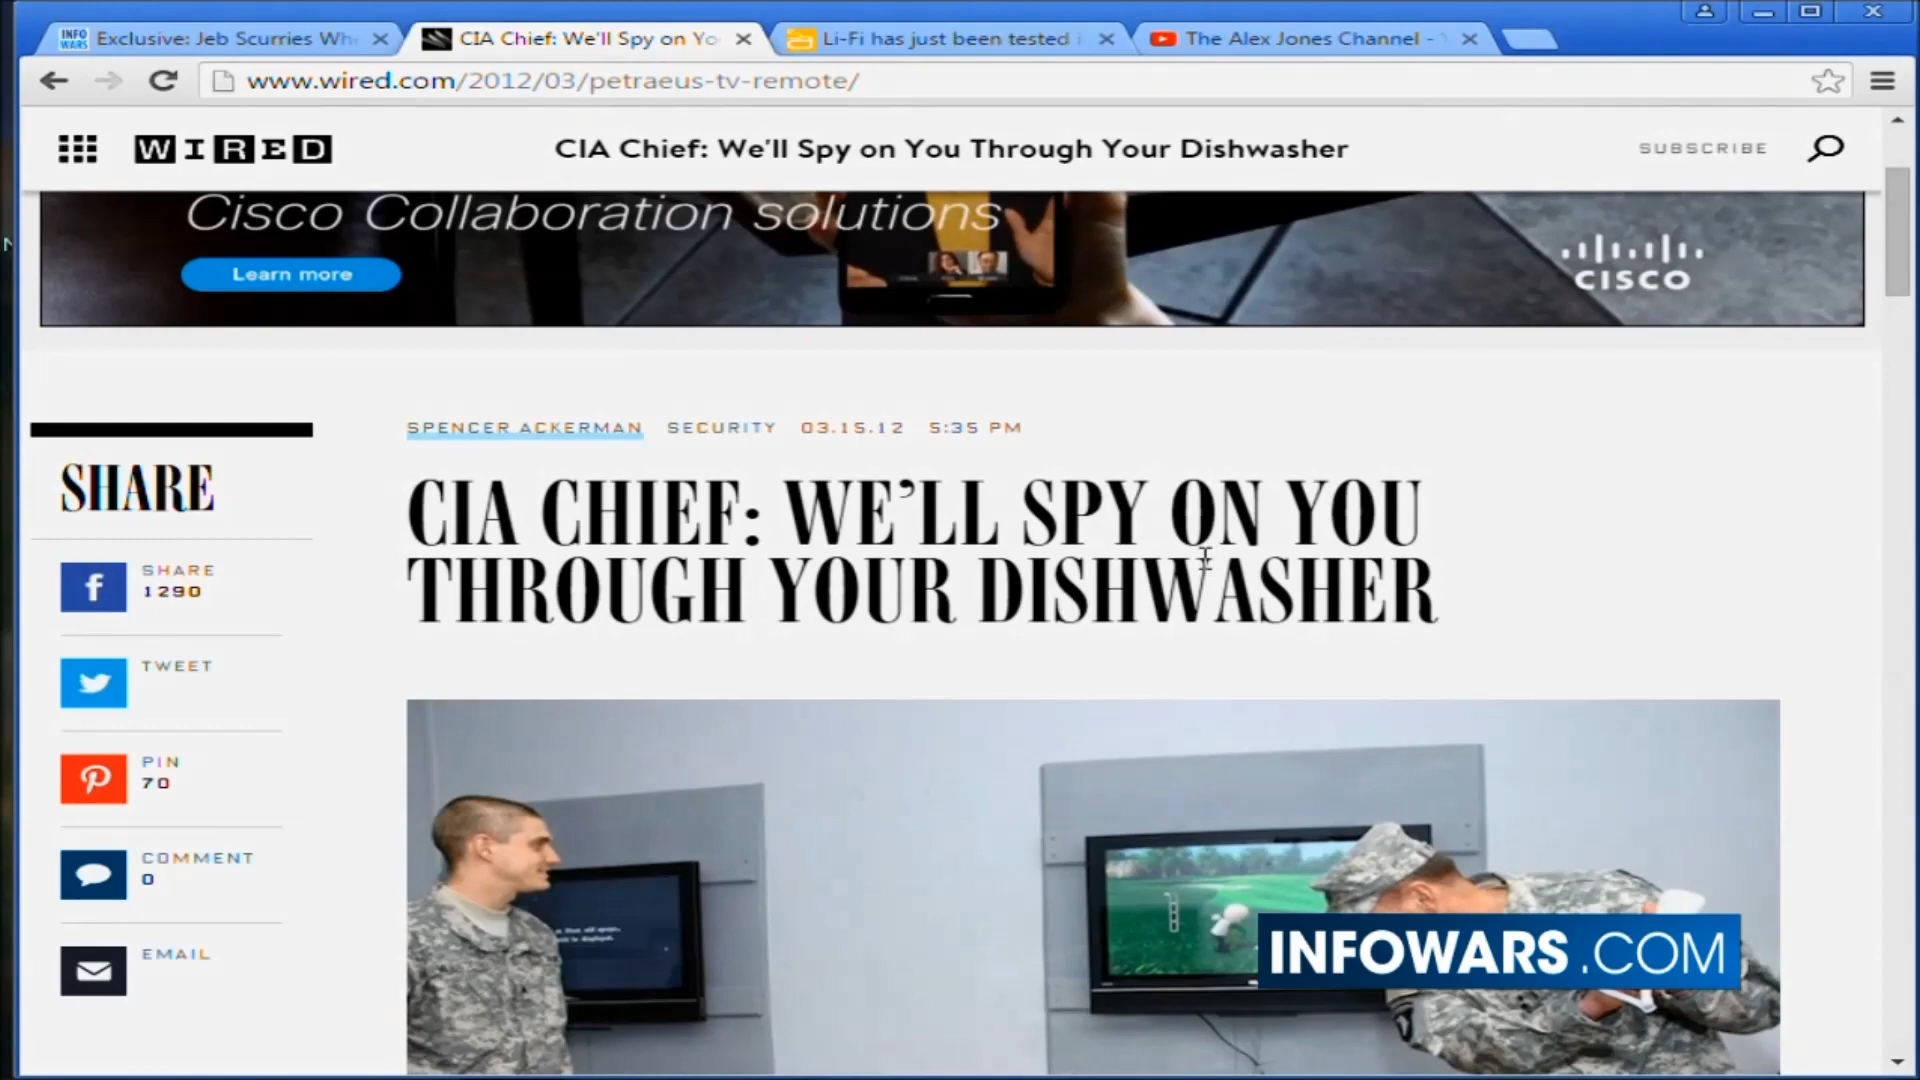 INFO WARS Exclusive: Jeb Scurries Wh
CIA Chief: We'll Spy on Yo
Li-Fi has just been tested i
The Alex Jones Channel -
www.wired.com/2012/03/petraeus-tv-remote/
WIRED
CIA Chief: We'll Spy on You Through Your Dishwasher
SUBSCRIBE
Cisco Collaboration solutions
Learn more
CISCO
SPENCER ACKERMAN SECURITY 03.15.12 5:35 PM
SHARE
CIA CHIEF: WE'LL SPY ON YOU
THROUGH YOUR DISHWASHER
SHARE
1290
TWEET
PIN
70
COMMENT
0
EMAIL
INFOWARS.COM